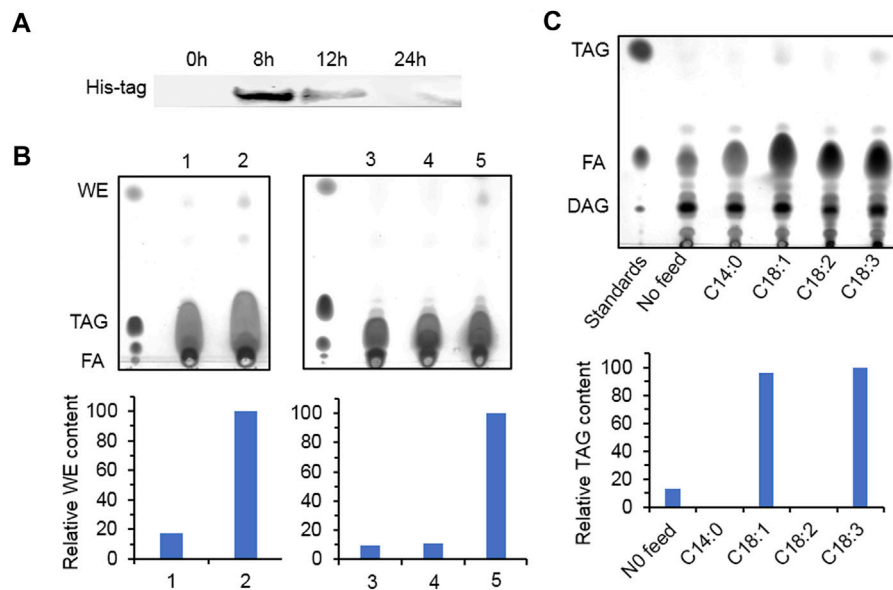 A
0h 8h 12h 24h
His-tag
B
1 2 3 4 5
WE
TAG
FA
Relative WE content
100
80
60
40
20
0
1 2
100
80
60
40
20
0
3 4 5
C
TAG
FA
DAG
Standards No feed C14:0 C18:1 C18:2 C18:3
Relative TAG content
100
80
60
40
20
0
N0 feed C14:0 C18:1 C18:2 C18:3